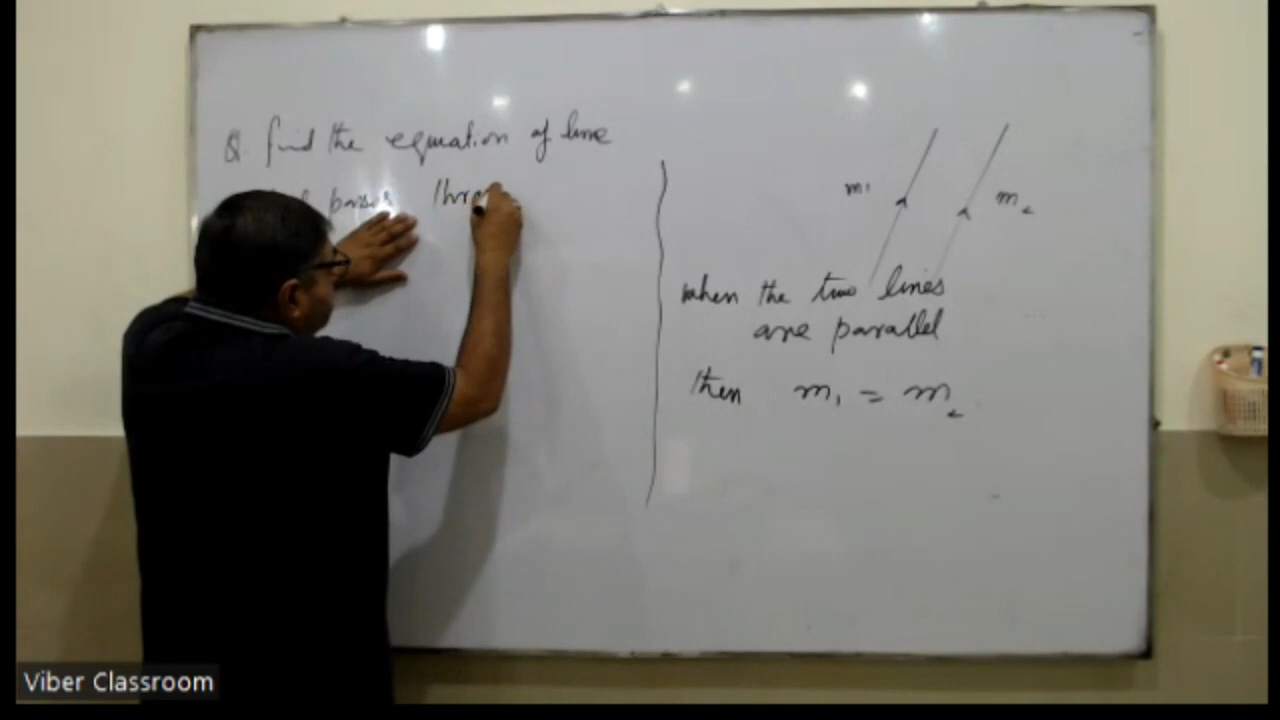 Q. find the equation of line
passes thro
m1
m2
when the two lines
are parallel
then m1 = m2
Viber Classroom